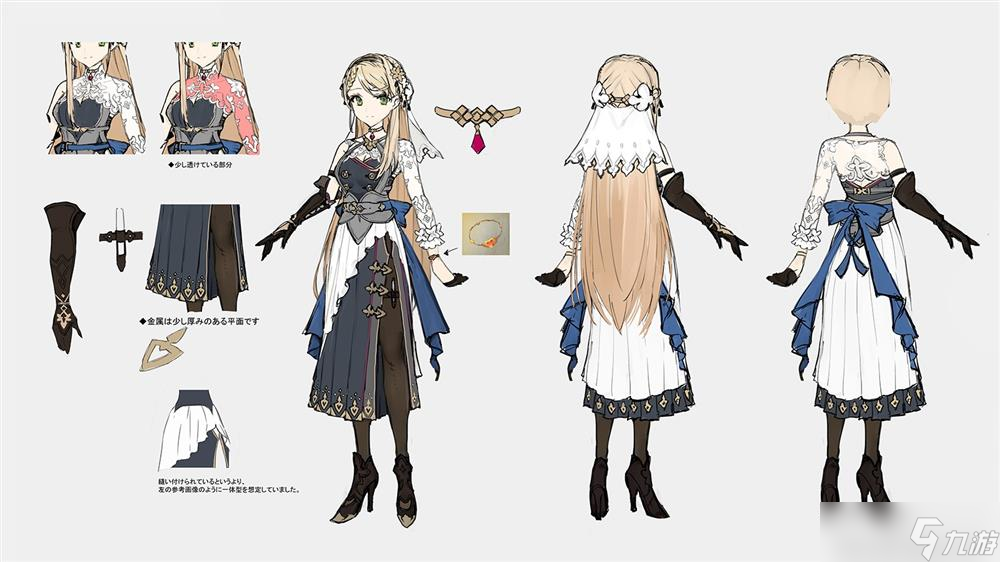 ◆少し透けている部分
◆金属は少し厚みのある平面です
縫い付けられているというより、
左の参考画像のように一体型を想定していました。
九游